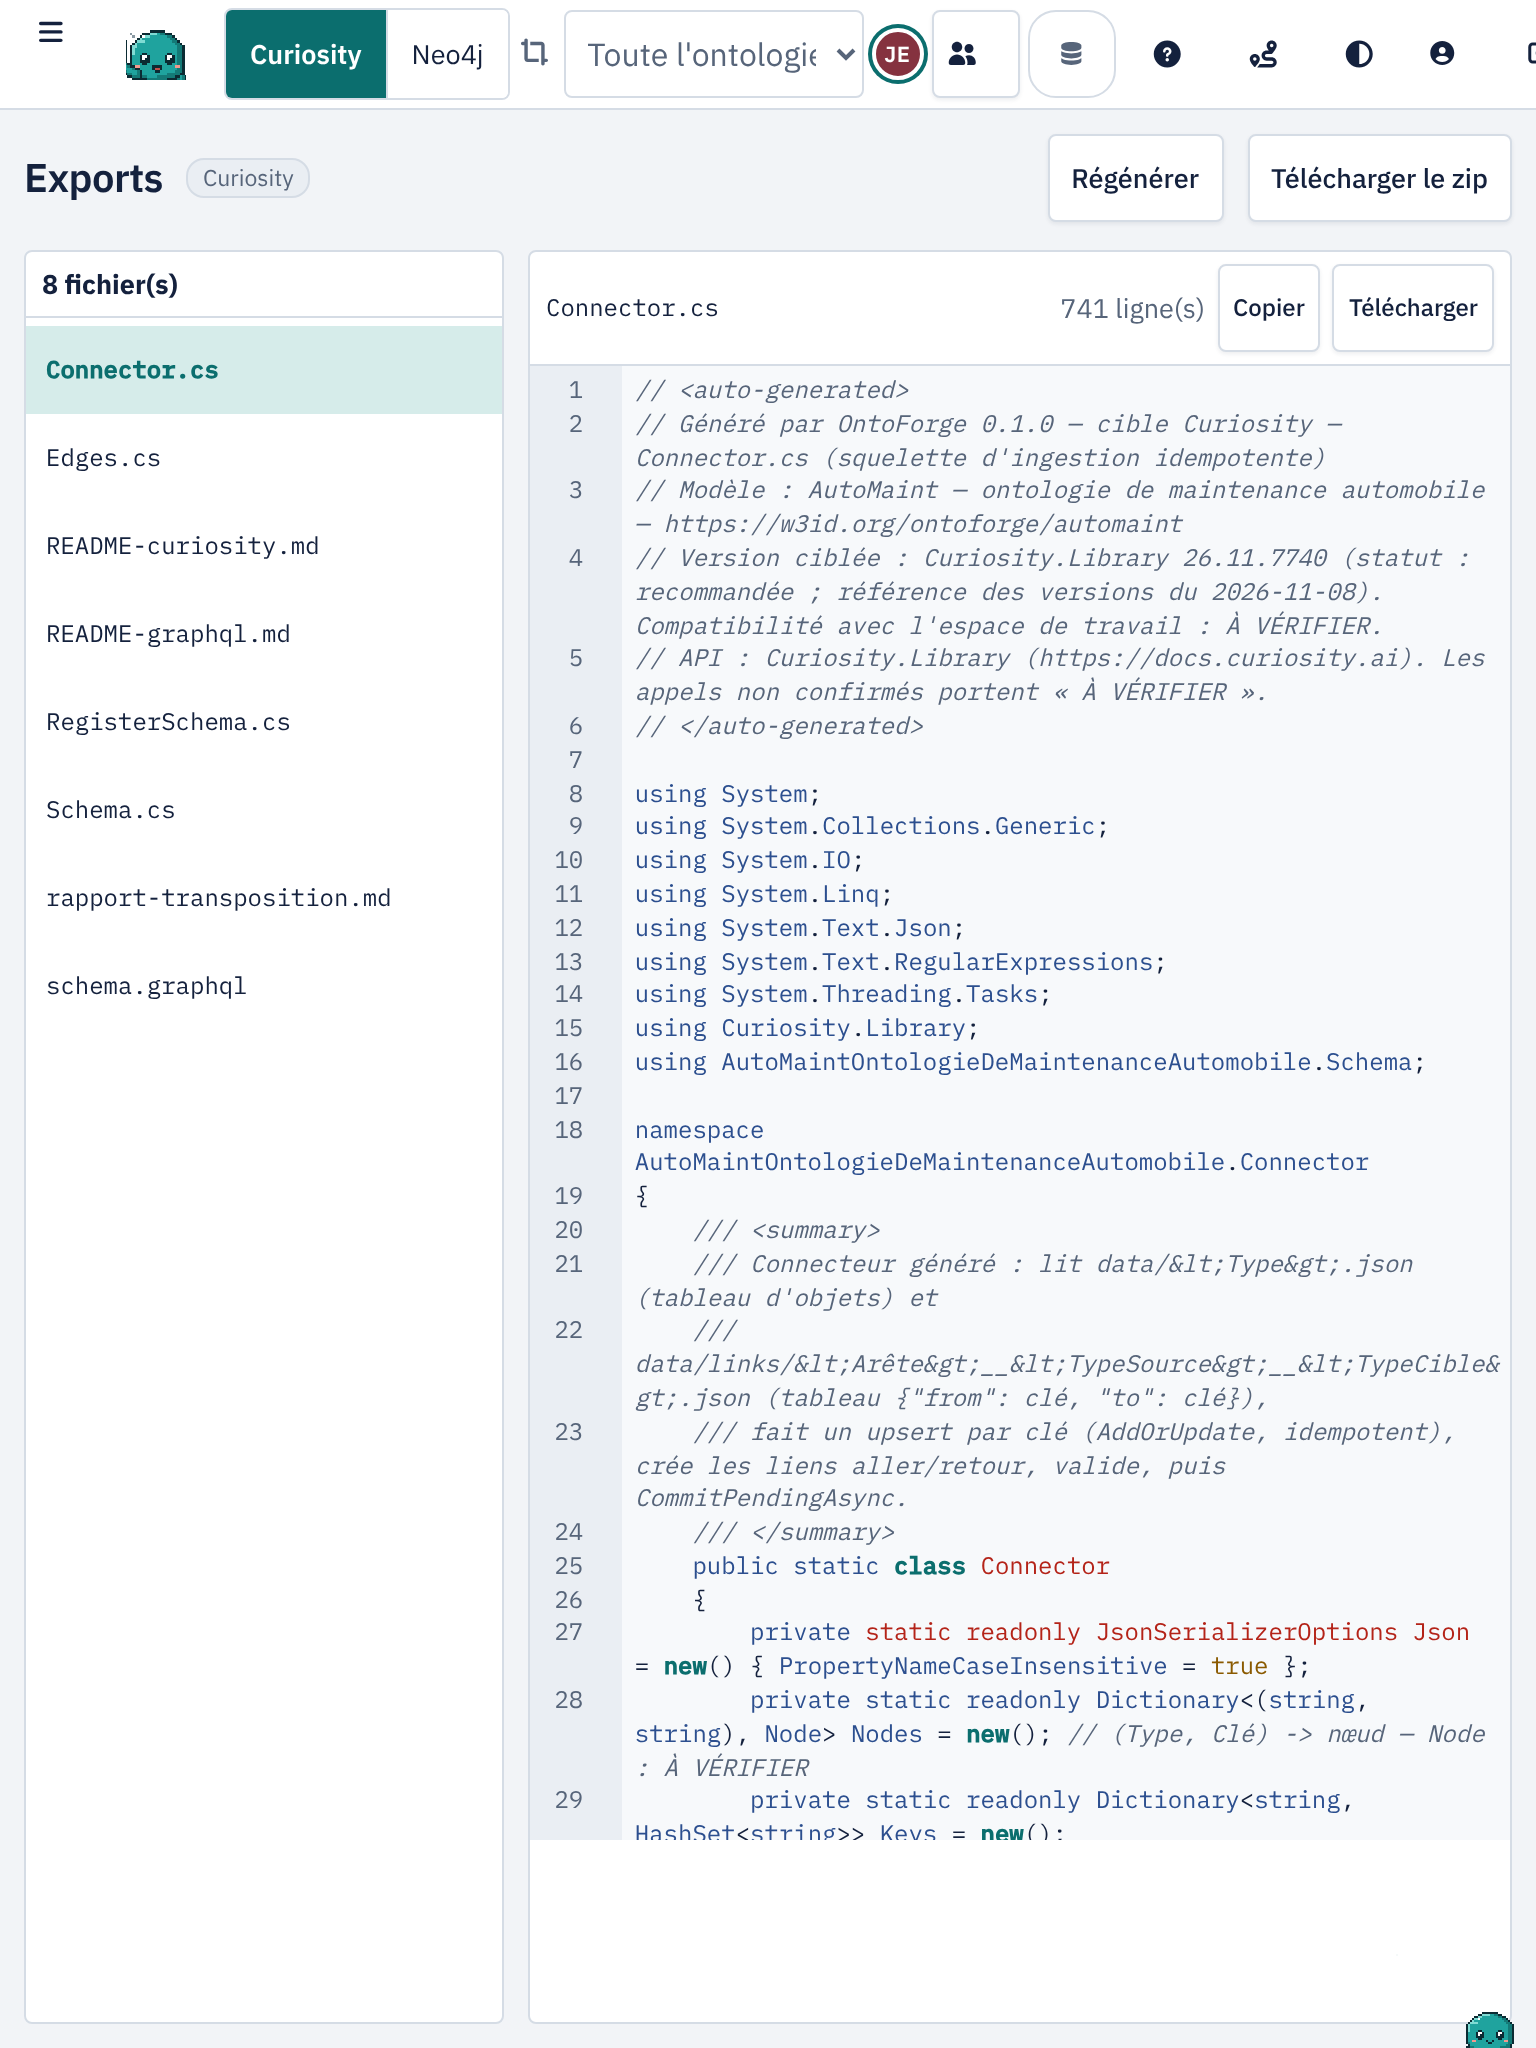 Curiosity
Neo4j
Toute l'ontologie
JE
Exports
Curiosity
Régénérer
Télécharger le zip
8 fichier(s)
Connector.cs
Edges.cs
README-curiosity.md
README-graphql.md
RegisterSchema.cs
Schema.cs
rapport-transposition.md
schema.graphql
Connector.cs
741 ligne(s)
Copier
Télécharger
1 // <auto-generated>
2 // Généré par OntoForge 0.1.0 — cible Curiosity —
Connector.cs (squelette d'ingestion idempotente)
3 // Modèle : AutoMaint — ontologie de maintenance automobile
— https://w3id.org/ontoforge/automaint
4 // Version ciblée : Curiosity.Library 26.11.7740 (statut :
recommandée ; référence des versions du 2026-11-08).
Compatibilité avec l'espace de travail : À VÉRIFIER.
5 // API : Curiosity.Library (https://docs.curiosity.ai). Les
appels non confirmés portent « À VÉRIFIER ».
6 // </auto-generated>
7
8 using System;
9 using System.Collections.Generic;
10 using System.IO;
11 using System.Linq;
12 using System.Text.Json;
13 using System.Text.RegularExpressions;
14 using System.Threading.Tasks;
15 using Curiosity.Library;
16 using AutoMaintOntologieDeMaintenanceAutomobile.Schema;
17
18 namespace
AutoMaintOntologieDeMaintenanceAutomobile.Connector
19 {
20     /// <summary>
21     /// Connecteur généré : lit data/&lt;Type&gt;.json
(tableau d'objets) et
22     ///
data/links/&lt;Arête&gt;__&lt;TypeSource&gt;__&lt;TypeCible&
gt;.json (tableau {"from": clé, "to": clé}),
23     /// fait un upsert par clé (AddOrUpdate, idempotent),
crée les liens aller/retour, valide, puis
CommitPendingAsync.
24     /// </summary>
25     public static class Connector
26     {
27         private static readonly JsonSerializerOptions Json
= new() { PropertyNameCaseInsensitive = true };
28         private static readonly Dictionary<(string,
string), Node> Nodes = new(); // (Type, Clé) -> nœud — Node
: À VÉRIFIER
29         private static readonly Dictionary<string,
HashSet<string>> Keys = new();